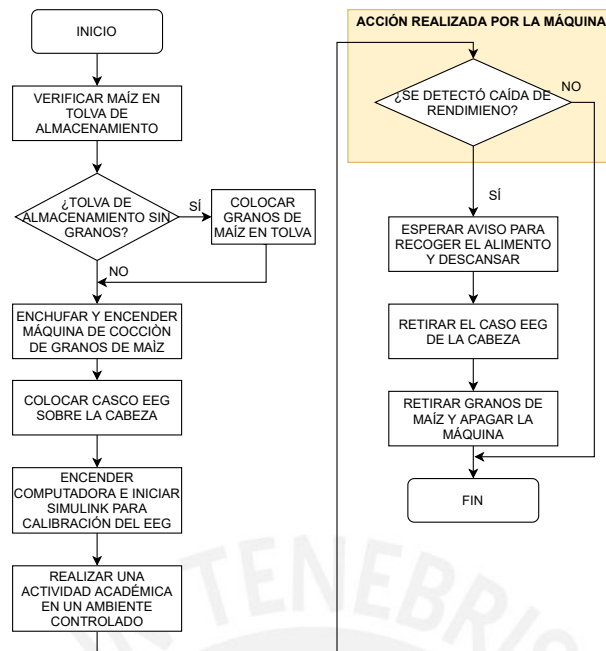 INICIO
VERIFICAR MAÍZ EN
TOLVA DE
ALMACENAMIENTO
¿TOLVA DE
ALMACENAMIENTO SIN
GRANOS?
SÍ
COLOCAR
GRANOS DE
MAÍZ EN TOLVA
NO
ENCHUFAR Y ENCENDER
MÁQUINA DE COCCIÒN
DE GRANOS DE MAÌZ
COLOCAR CASCO EEG
SOBRE LA CABEZA
ENCENDER
COMPUTADORA E INICIAR
SIMULINK PARA
CALIBRACIÓN DEL EEG
REALIZAR UNA
ACTIVIDAD ACADÉMICA
EN UN AMBIENTE
CONTROLADO
ACCIÓN REALIZADA POR LA MÁQUINA
¿SE DETECTÓ CAÍDA DE
RENDIMIENO?
NO
SÍ
ESPERAR AVISO PARA
RECOGER EL ALIMENTO
Y DESCANSAR
RETIRAR EL CASO EEG
DE LA CABEZA
RETIRAR GRANOS DE
MAÍZ Y APAGAR LA
MÁQUINA
FIN
TENEBRIS